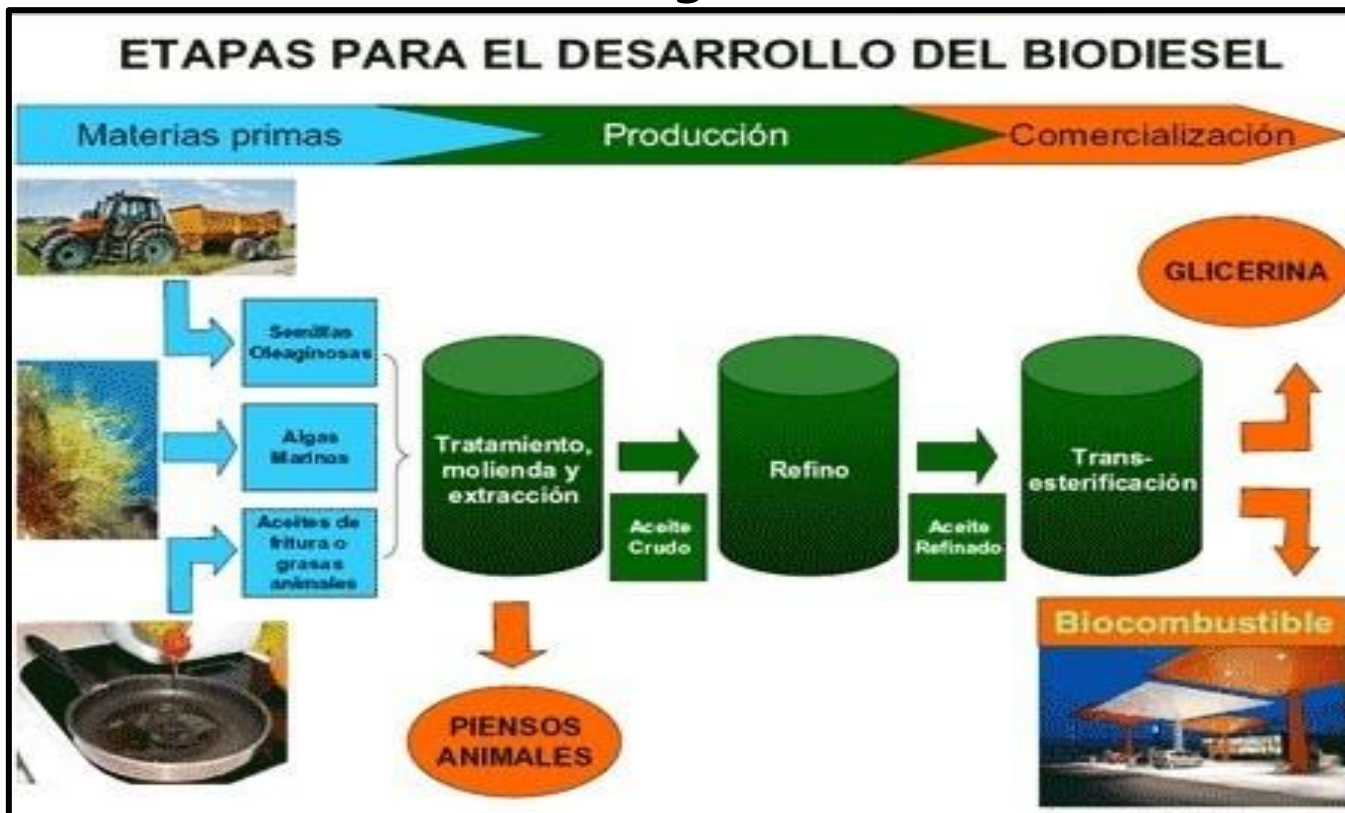 ETAPAS PARA EL DESARROLLO DEL BIODIESEL
Materias primas
Producción
Comercialización
GLICERINA
Semillas
Oleaginosas
Algas
Marinas
Aceites de
fritura o
grasas
animales
Tratamiento,
molienda y
extracción
Aceite
Crudo
Refino
Aceite
Refinado
Trans-
esterificación
Biocombustible
PIENSOS
ANIMALES